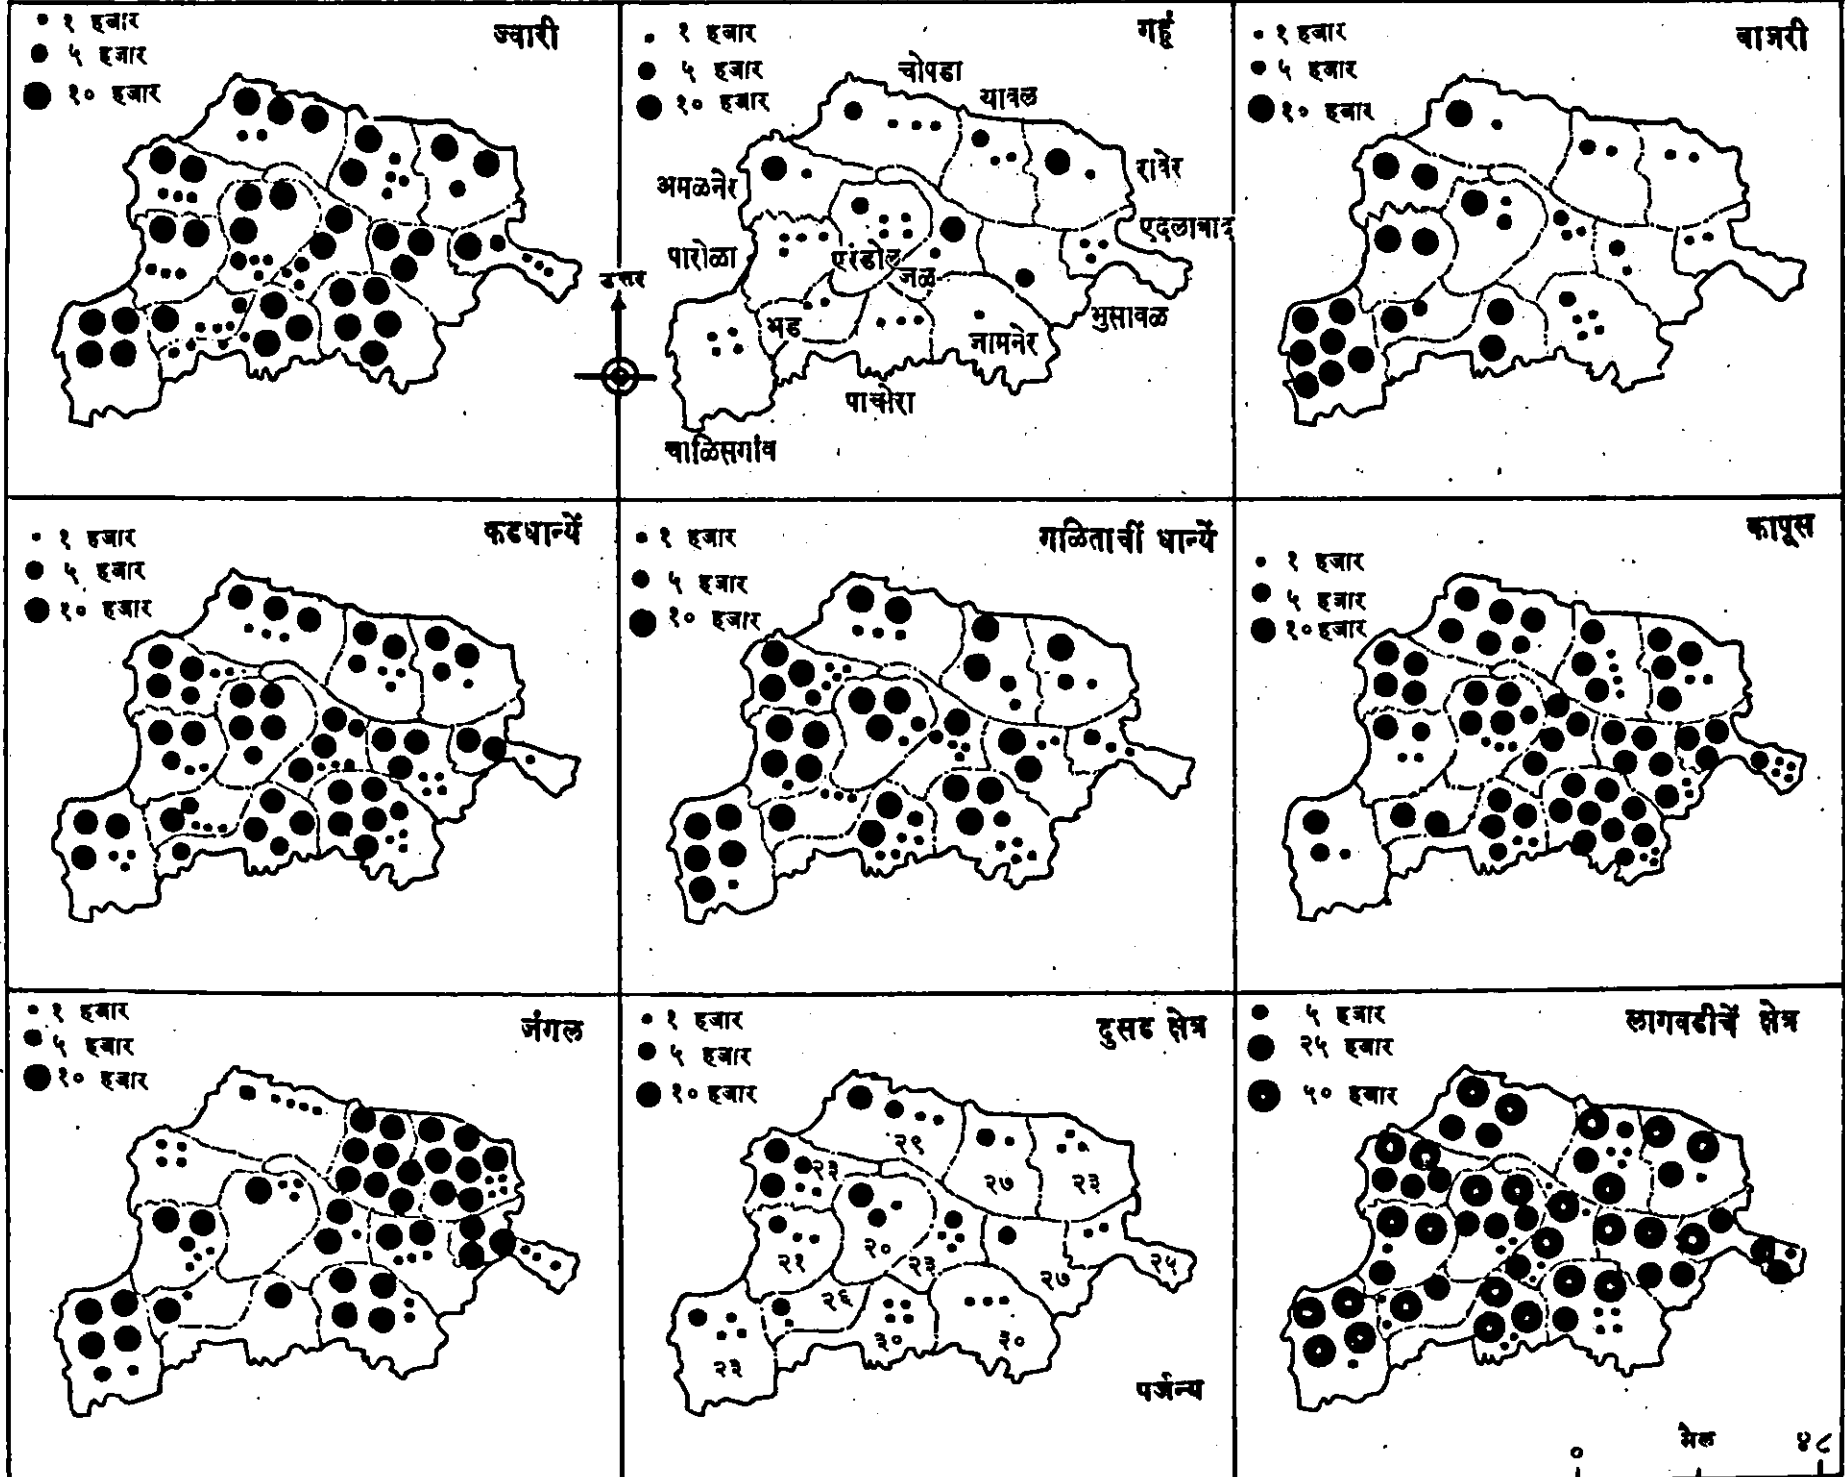 १ हजार
ज्वारी
५ हजार
१० हजार
१ हजार
गहूं
५ हजार
१० हजार
चोपडा
यावल
रावेर
अमळनेर
एदलाबाद
पारोळा
एरंडोल
जळ
भुसावळ
भड
जामनेर
पाचोरा
चाळिसगांव
१ हजार
बाजरी
५ हजार
१० हजार
उत्तर
१ हजार
कडधान्यें
५ हजार
१० हजार
१ हजार
गळिताचीं धान्यें
५ हजार
१० हजार
कापूस
१ हजार
५ हजार
१० हजार
१ हजार
जंगल
५ हजार
१० हजार
१ हजार
दुसड क्षेत्र
५ हजार
१० हजार
२९
२३
२७
२३
२१
२०
२३
२७
२५
२६
३०
३०
२३
पर्जन्य
५ हजार
लागवडीचें क्षेत्र
२५ हजार
५० हजार
मैल
० ४८